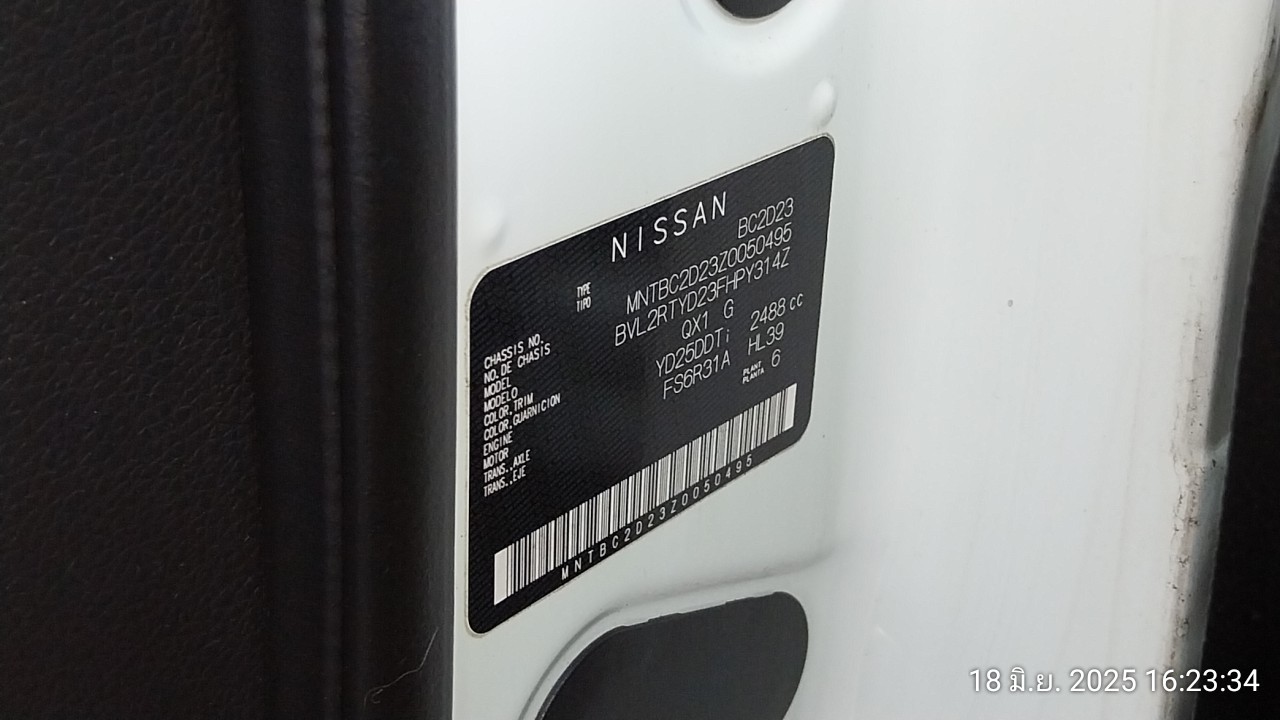 NISSAN
TYPE BC2D23
TIPO
CHASSIS NO. MNTBC2D23Z0050495
NO. DE CHASIS
MODEL BVL2RTYD23FHPY314Z
MODELO
COLOR,TRIM QX1 G
COLOR,GUARNICION
ENGINE YD25DDTi 2488 cc
MOTOR
TRANS.,AXLE FS6R31A HL39
TRANS.,EJE
PLANT 6
PLANTA
MNTBC2D23Z0050495
18 มิ.ย. 2025 16:23:34